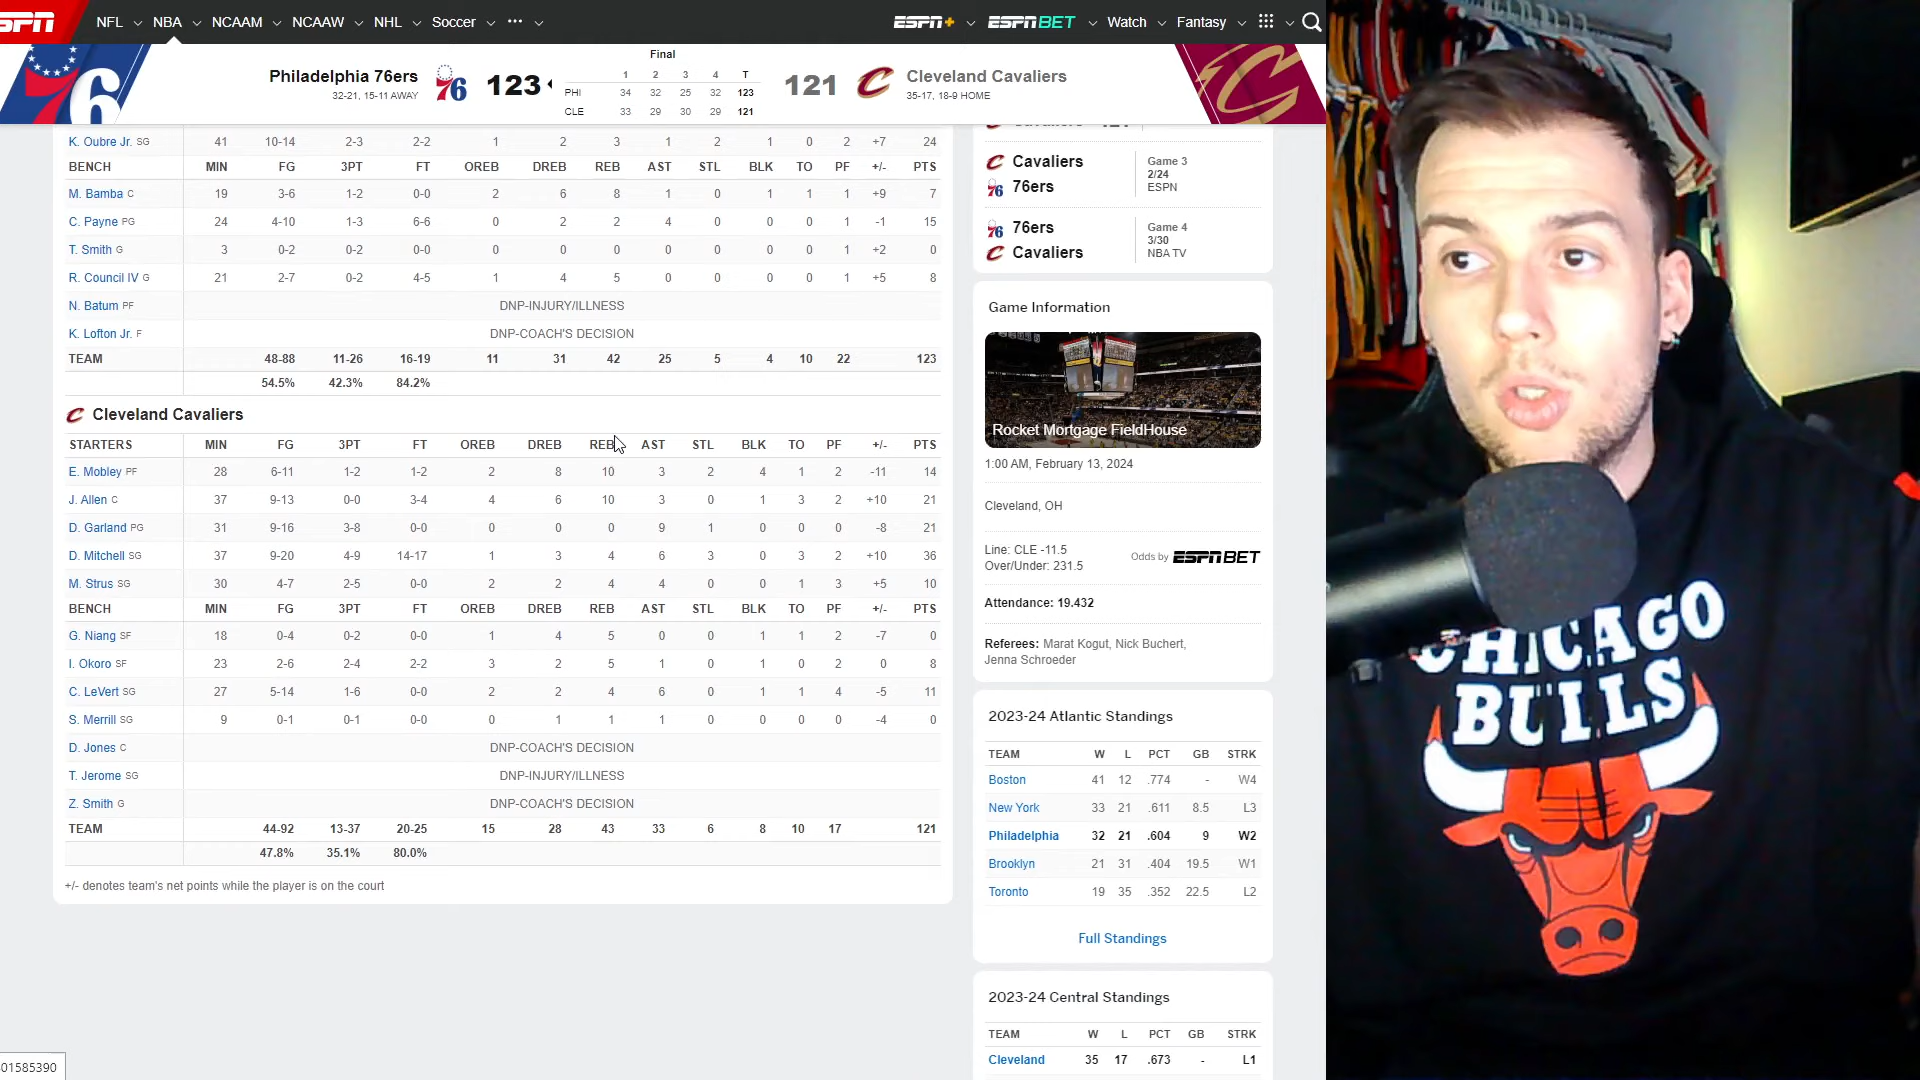 ESPN NFL NBA NCAAM NCAAW NHL Soccer ESPN+ ESPN BET Watch Fantasy
Final
Philadelphia 76ers 123 121 Cleveland Cavaliers
32-21, 15-11 AWAY 35-17, 18-9 HOME
1 2 3 4 T
PHI 34 32 25 32 123
CLE 33 29 30 29 121
K. Oubre Jr. SG 41 10-14 2-3 2-2 1 2 3 1 2 1 0 2 +7 24
BENCH MIN FG 3PT FT OREB DREB REB AST STL BLK TO PF +/- PTS
M. Bamba C 19 3-6 1-2 0-0 2 6 8 1 0 1 1 1 +9 7
C. Payne PG 24 4-10 1-3 6-6 0 2 2 4 0 0 0 1 -1 15
T. Smith G 3 0-2 0-2 0-0 0 0 0 0 0 0 0 1 +2 0
R. Council IV G 21 2-7 0-2 4-5 1 4 5 0 0 0 0 1 +5 8
N. Batum PF DNP-INJURY/ILLNESS
K. Lofton Jr. F DNP-COACH'S DECISION
TEAM 48-88 11-26 16-19 11 31 42 25 5 4 10 22 123
54.5% 42.3% 84.2%
Cleveland Cavaliers
STARTERS MIN FG 3PT FT OREB DREB REB AST STL BLK TO PF +/- PTS
E. Mobley PF 28 6-11 1-2 1-2 2 8 10 3 2 4 1 2 -11 14
J. Allen C 37 9-13 0-0 3-4 4 6 10 3 0 1 3 2 +10 21
D. Garland PG 31 9-16 3-8 0-0 0 0 0 9 1 0 0 0 -8 21
D. Mitchell SG 37 9-20 4-9 14-17 1 3 4 6 3 0 3 2 +10 36
M. Strus SG 30 4-7 2-5 0-0 2 2 4 4 0 0 1 3 +5 10
BENCH MIN FG 3PT FT OREB DREB REB AST STL BLK TO PF +/- PTS
G. Niang SF 18 0-4 0-2 0-0 1 4 5 0 0 1 1 2 -7 0
I. Okoro SF 23 2-6 2-4 2-2 3 2 5 1 0 1 0 2 0 8
C. LeVert SG 27 5-14 1-6 0-0 2 2 4 6 0 1 1 4 -5 11
S. Merrill SG 9 0-1 0-1 0-0 0 1 1 1 0 0 0 0 -4 0
D. Jones C DNP-COACH'S DECISION
T. Jerome SG DNP-INJURY/ILLNESS
Z. Smith G DNP-COACH'S DECISION
TEAM 44-92 13-37 20-25 15 28 43 33 6 8 10 17 121
47.8% 35.1% 80.0%
+/- denotes team's net points while the player is on the court
01585390
Cavaliers
76ers
Game 3
2/24
ESPN
76ers
Cavaliers
Game 4
3/30
NBA TV
Game Information
Rocket Mortgage FieldHouse
1:00 AM, February 13, 2024
Cleveland, OH
Line: CLE -11.5
Over/Under: 231.5
Odds by ESPN BET
Attendance: 19.432
Referees: Marat Kogut, Nick Buchert,
Jenna Schroeder
2023-24 Atlantic Standings
TEAM W L PCT GB STRK
Boston 41 12 .774 - W4
New York 33 21 .611 8.5 L3
Philadelphia 32 21 .604 9 W2
Brooklyn 21 31 .404 19.5 W1
Toronto 19 35 .352 22.5 L2
Full Standings
2023-24 Central Standings
TEAM W L PCT GB STRK
Cleveland 35 17 .673 - L1
CHICAGO
BULLS